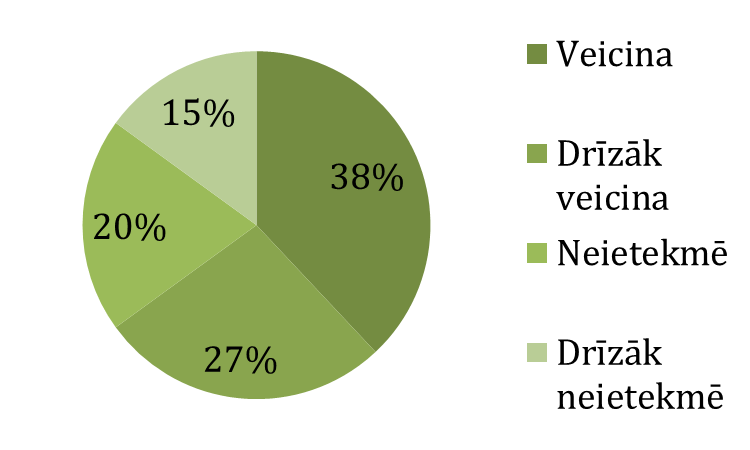 15%
38%
20%
27%
Veicina
Drīzāk
veicina
Neietekmē
Drīzāk
neietekmē